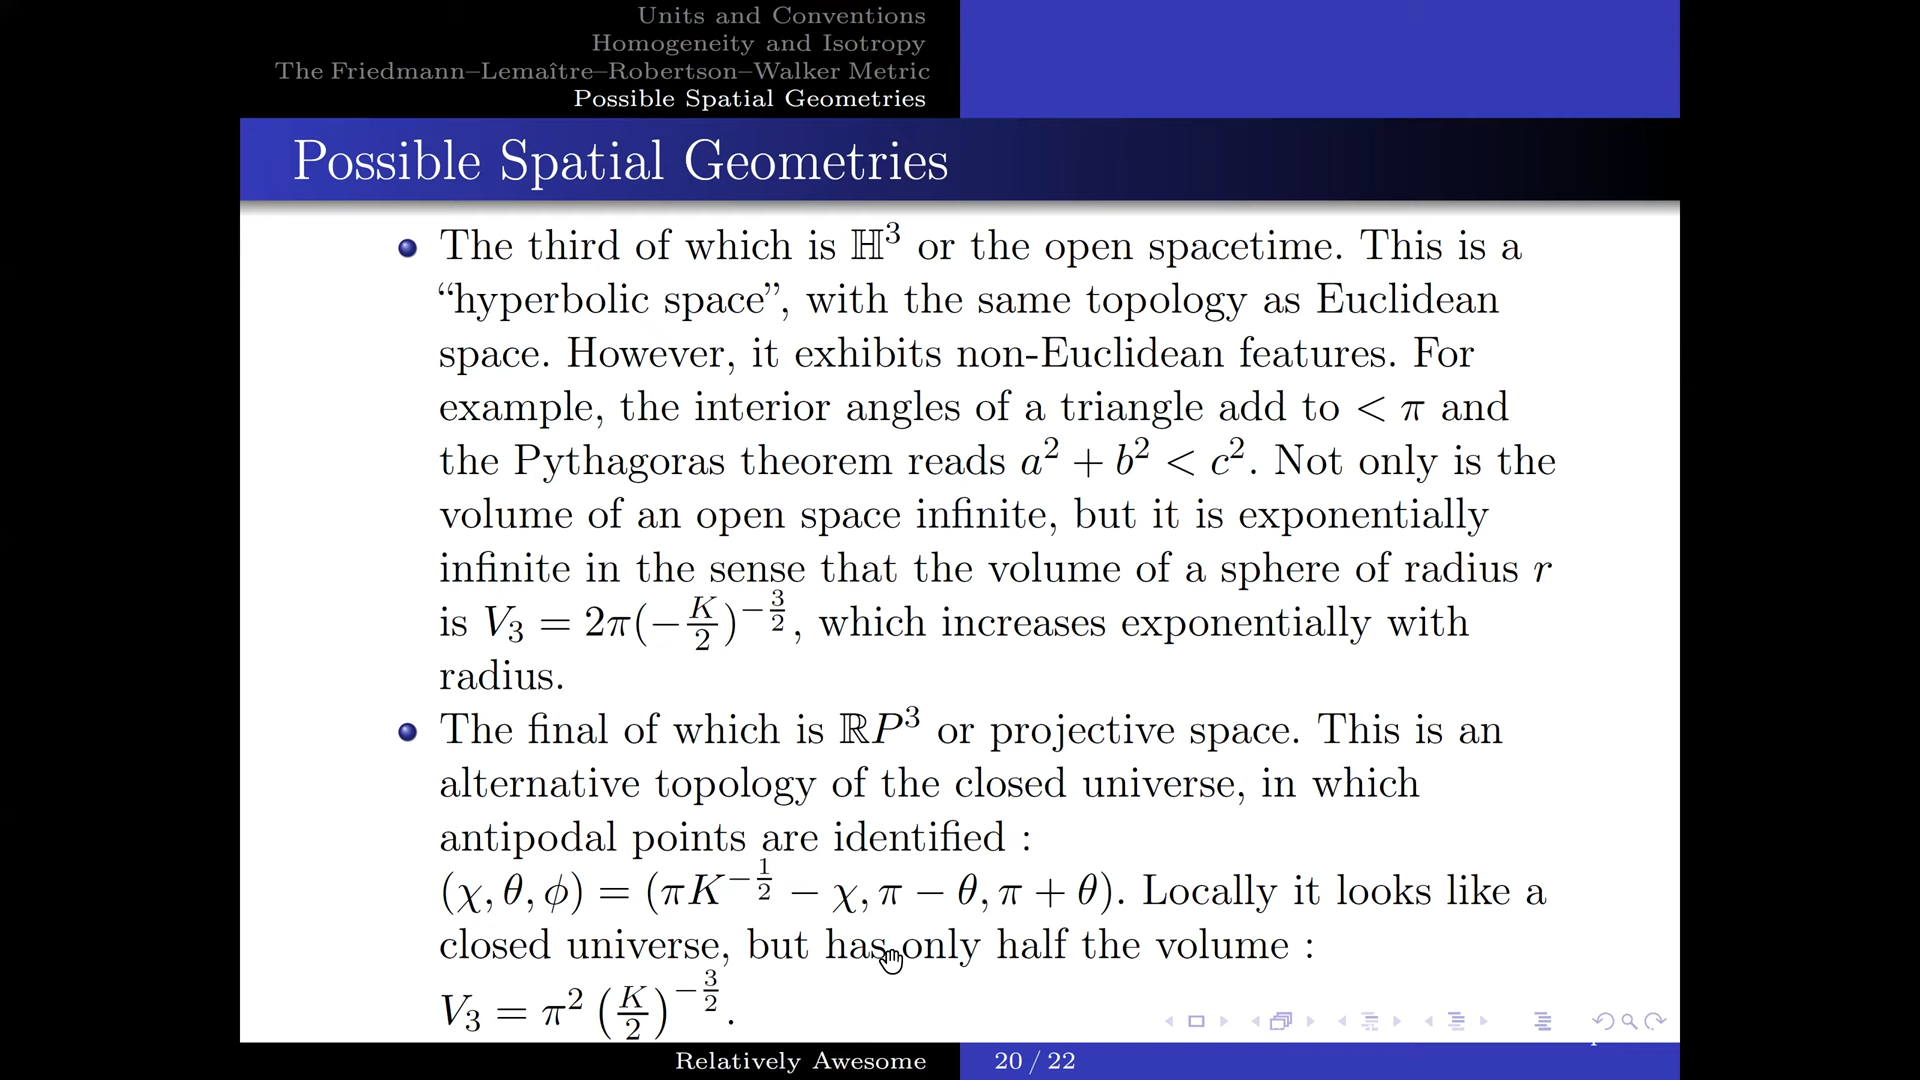 Units and Conventions
Homogeneity and Isotropy
The Friedmann–Lemaître–Robertson–Walker Metric
Possible Spatial Geometries
Possible Spatial Geometries
The third of which is ℍ³ or the open spacetime. This is a
“hyperbolic space”, with the same topology as Euclidean
space. However, it exhibits non-Euclidean features. For
example, the interior angles of a triangle add to < π and
the Pythagoras theorem reads a² + b² < c². Not only is the
volume of an open space infinite, but it is exponentially
infinite in the sense that the volume of a sphere of radius r
is V₃ = 2π(−K/2)^(−3/2), which increases exponentially with
radius.
The final of which is ℝP³ or projective space. This is an
alternative topology of the closed universe, in which
antipodal points are identified :
(χ, θ, ϕ) = (πK^(−1/2) − χ, π − θ, π + θ). Locally it looks like a
closed universe, but has only half the volume :
V₃ = π² (K/2)^(−3/2).
Relatively Awesome 20 / 22